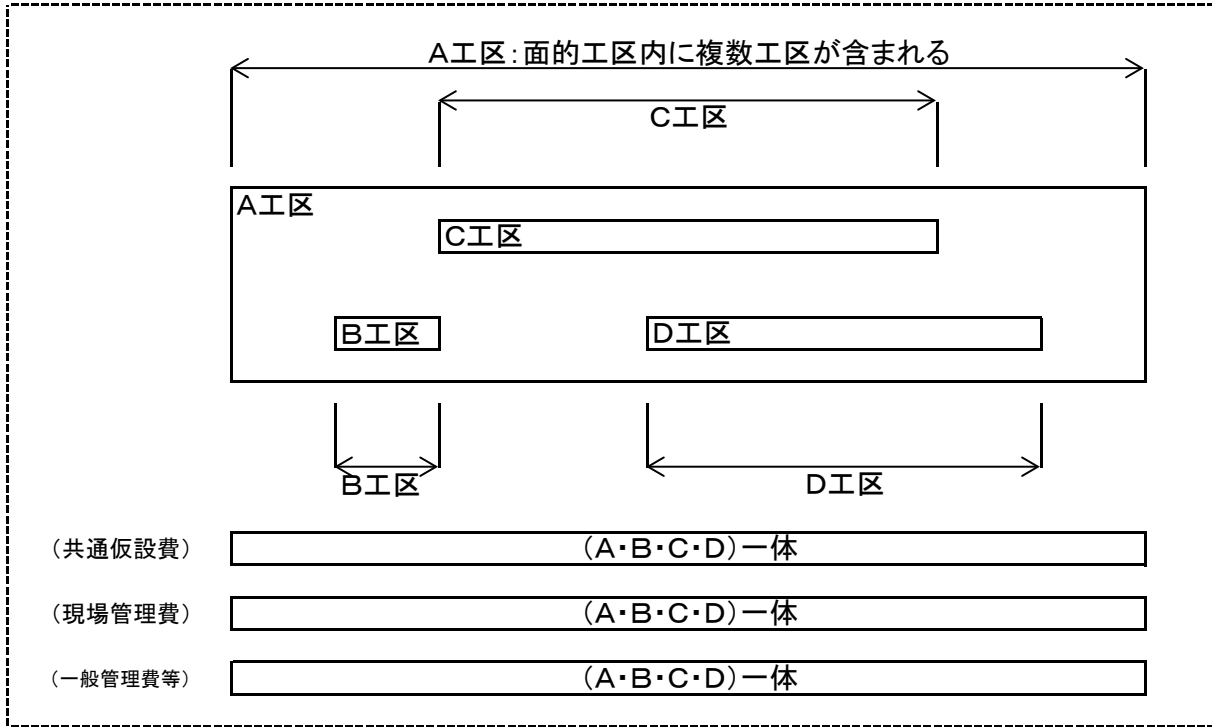 A工区:面的工区内に複数工区が含まれる
C工区
A工区
C工区
B工区
D工区
B工区
D工区
(共通仮設費)
(A・B・C・D)一体
(現場管理費)
(A・B・C・D)一体
(一般管理費等)
(A・B・C・D)一体